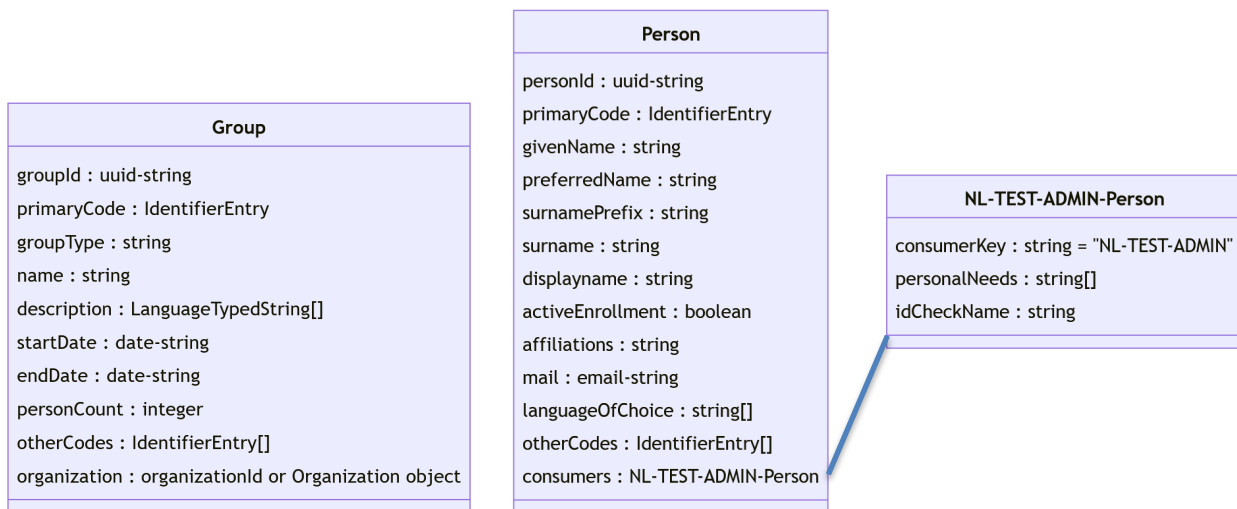 Group
groupId : uuid-string
primaryCode : IdentifierEntry
groupType : string
name : string
description : LanguageTypedString[]
startDate : date-string
endDate : date-string
personCount : integer
otherCodes : IdentifierEntry[]
organization : organizationId or Organization object
Person
personId : uuid-string
primaryCode : IdentifierEntry
givenName : string
preferredName : string
surnamePrefix : string
surname : string
displayname : string
activeEnrollment : boolean
affiliations : string
mail : email-string
languageOfChoice : string[]
otherCodes : IdentifierEntry[]
consumers : NL-TEST-ADMIN-Person
NL-TEST-ADMIN-Person
consumerKey : string = "NL-TEST-ADMIN"
personalNeeds : string[]
idCheckName : string